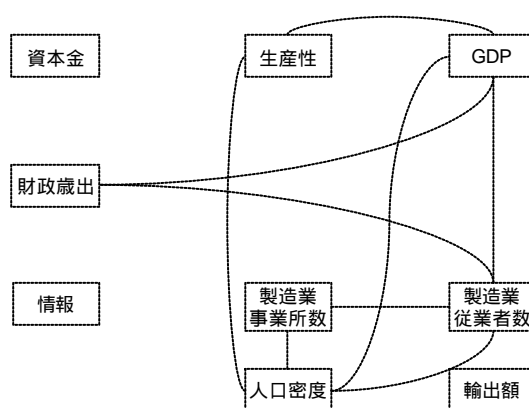 資本金
生産性
GDP
財政歳出
情報
製造業
事業所数
製造業
従業者数
人口密度
輸出額